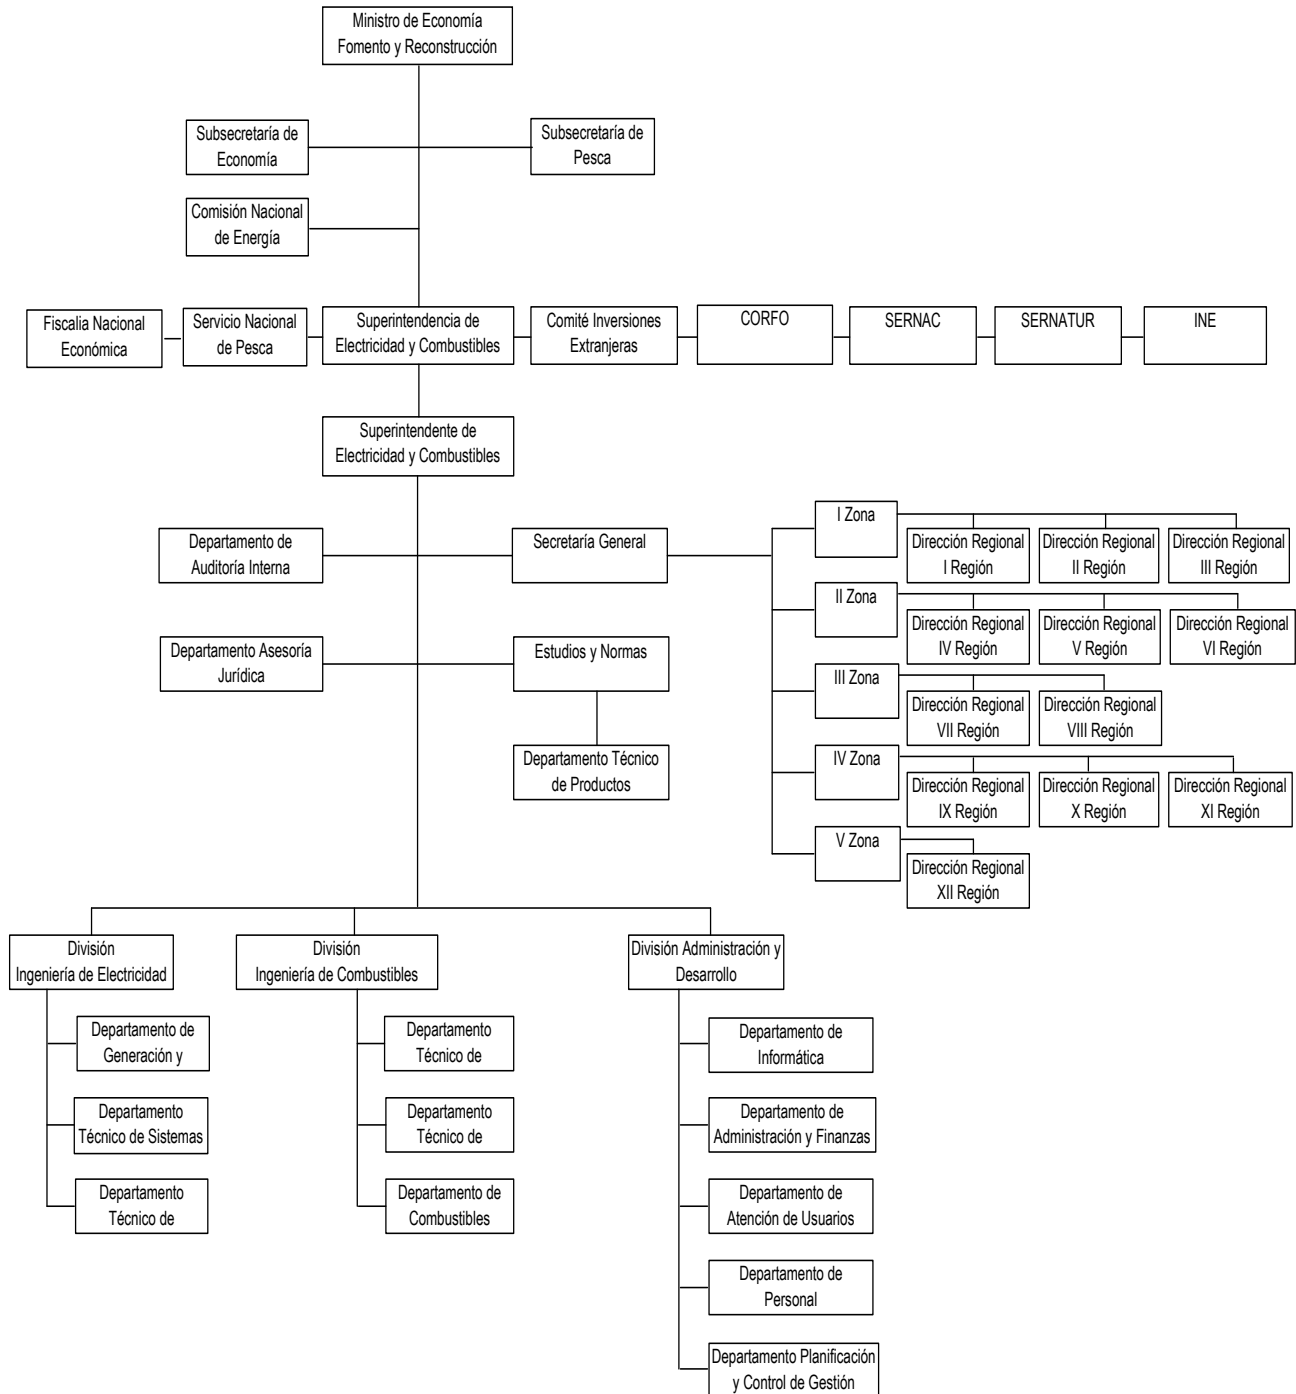 Ministro de Economía
Fomento y Reconstrucción
Subsecretaría de
Economía
Subsecretaría de
Pesca
Comisión Nacional
de Energía
Fiscalia Nacional
Económica
Servicio Nacional
de Pesca
Superintendencia de
Electricidad y Combustibles
Comité Inversiones
Extranjeras
CORFO
SERNAC
SERNATUR
INE
Superintendente de
Electricidad y Combustibles
Departamento de
Auditoría Interna
Secretaría General
I Zona
Dirección Regional
I Región
Dirección Regional
II Región
Dirección Regional
III Región
II Zona
Dirección Regional
IV Región
Dirección Regional
V Región
Dirección Regional
VI Región
Departamento Asesoría
Jurídica
Estudios y Normas
Departamento Técnico
de Productos
III Zona
Dirección Regional
VII Región
Dirección Regional
VIII Región
IV Zona
Dirección Regional
IX Región
Dirección Regional
X Región
Dirección Regional
XI Región
V Zona
Dirección Regional
XII Región
División
Ingeniería de Electricidad
División
Ingeniería de Combustibles
División Administración y
Desarrollo
Departamento de
Generación y
Departamento
Técnico de Sistemas
Departamento
Técnico de
Departamento
Técnico de
Departamento
Técnico de
Departamento de
Combustibles
Departamento de
Informática
Departamento de
Administración y Finanzas
Departamento de
Atención de Usuarios
Departamento de
Personal
Departamento Planificación
y Control de Gestión